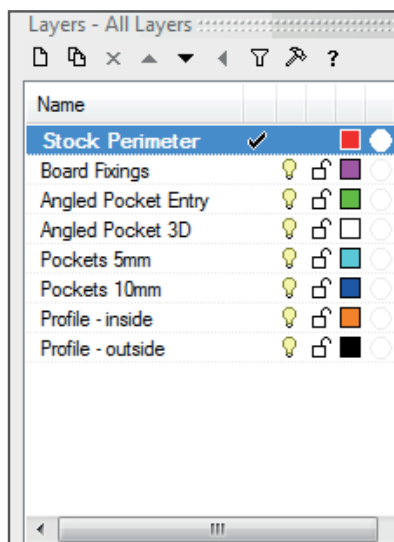 Layers - All Layers
?
Name
Stock Perimeter
Board Fixings
Angled Pocket Entry
Angled Pocket 3D
Pockets 5mm
Pockets 10mm
Profile - inside
Profile - outside